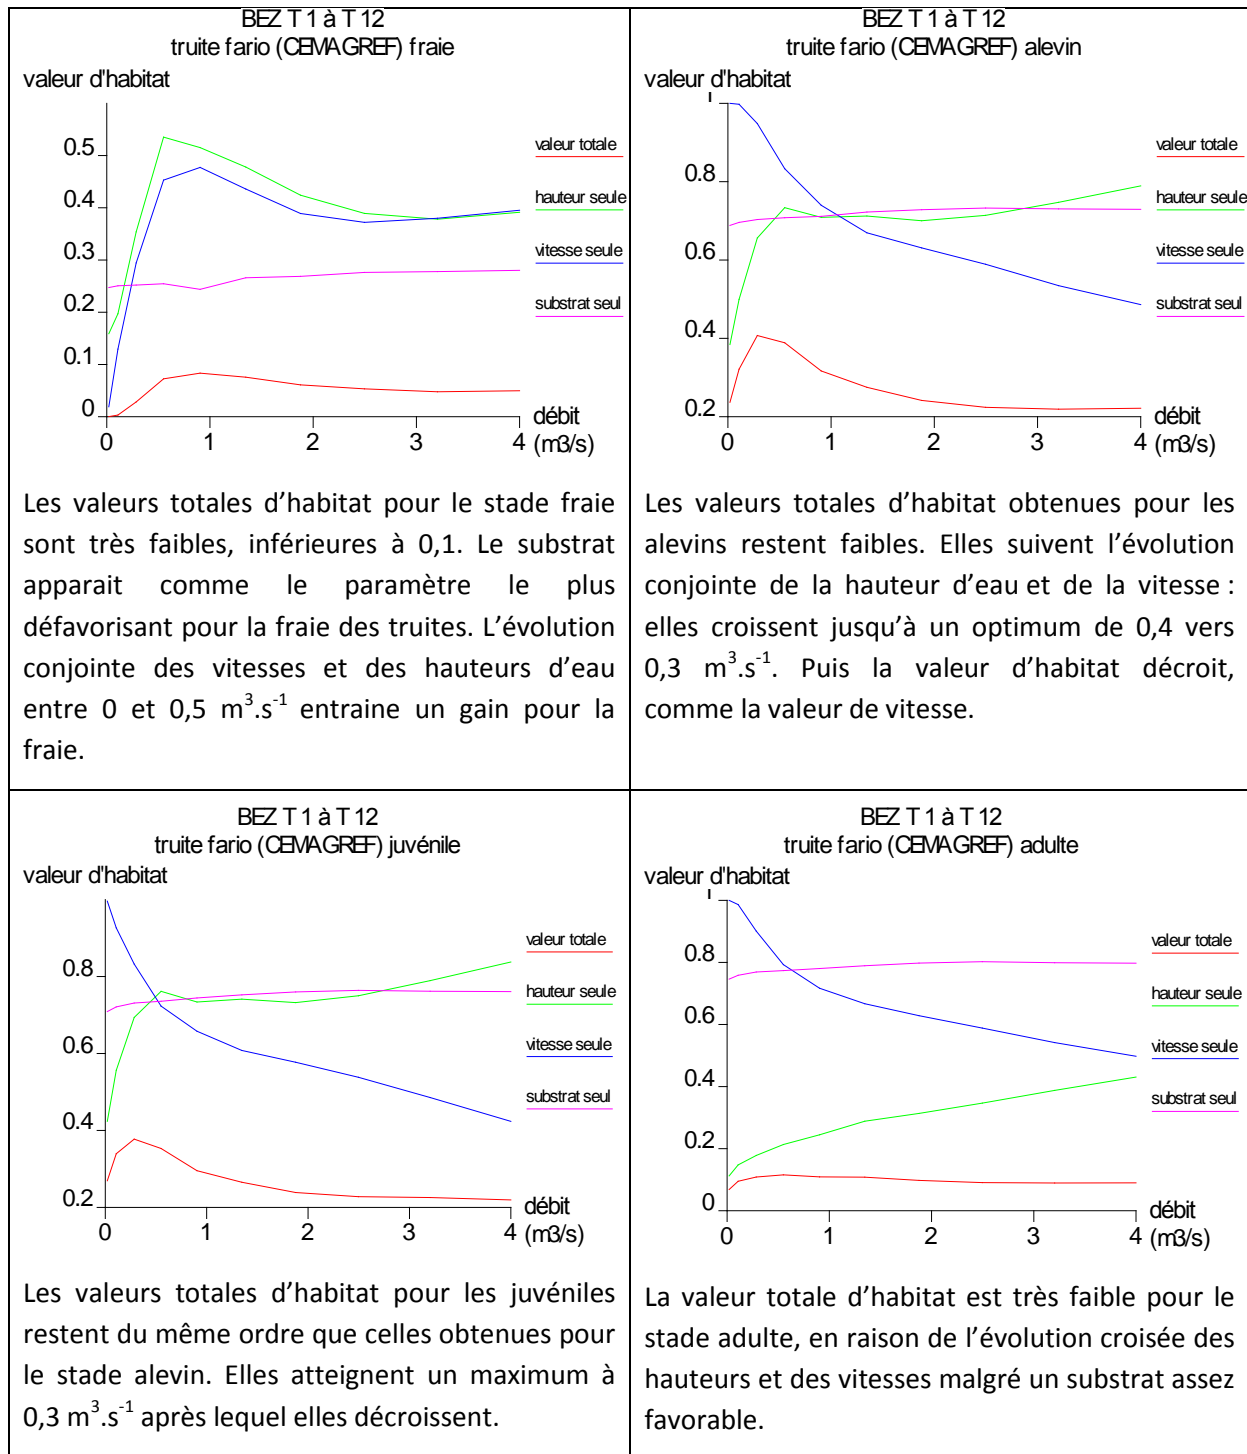 BEZ T 1 à T 12
truite fario (CEMAGREF) fraie
valeur d'habitat
0.5
0.4
0.3
0.2
0.1
0
0 1 2 3 4
débit
(m3/s)
valeur totale
hauteur seule
vitesse seule
substrat seul
Les valeurs totales d’habitat pour le stade fraie
sont très faibles, inférieures à 0,1. Le substrat
apparait comme le paramètre le plus
défavorisant pour la fraie des truites. L’évolution
conjointe des vitesses et des hauteurs d’eau
entre 0 et 0,5 m³.s⁻¹ entraine un gain pour la
fraie.
BEZ T 1 à T 12
truite fario (CEMAGREF) alevin
valeur d'habitat
0.8
0.6
0.4
0.2
0 1 2 3 4
débit
(m3/s)
valeur totale
hauteur seule
vitesse seule
substrat seul
Les valeurs totales d’habitat obtenues pour les
alevins restent faibles. Elles suivent l’évolution
conjointe de la hauteur d’eau et de la vitesse :
elles croissent jusqu’à un optimum de 0,4 vers
0,3 m³.s⁻¹. Puis la valeur d’habitat décroit,
comme la valeur de vitesse.
BEZ T 1 à T 12
truite fario (CEMAGREF) juvénile
valeur d'habitat
0.8
0.6
0.4
0.2
0 1 2 3 4
débit
(m3/s)
valeur totale
hauteur seule
vitesse seule
substrat seul
Les valeurs totales d’habitat pour les juvéniles
restent du même ordre que celles obtenues pour
le stade alevin. Elles atteignent un maximum à
0,3 m³.s⁻¹ après lequel elles décroissent.
BEZ T 1 à T 12
truite fario (CEMAGREF) adulte
valeur d'habitat
0.8
0.6
0.4
0.2
0
0 1 2 3 4
débit
(m3/s)
valeur totale
hauteur seule
vitesse seule
substrat seul
La valeur totale d’habitat est très faible pour le
stade adulte, en raison de l’évolution croisée des
hauteurs et des vitesses malgré un substrat assez
favorable.